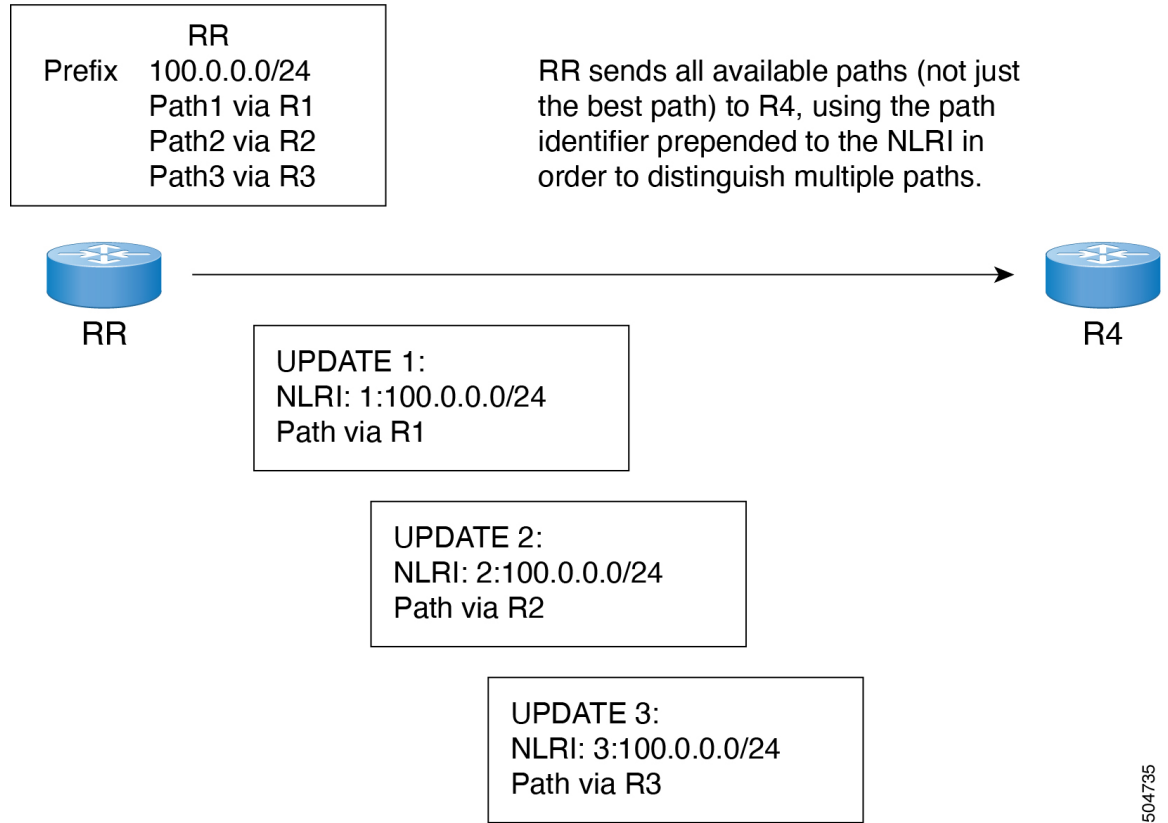 RR
Prefix 100.0.0.0/24
Path1 via R1
Path2 via R2
Path3 via R3
RR sends all available paths (not just
the best path) to R4, using the path
identifier prepended to the NLRI in
order to distinguish multiple paths.
RR
R4
UPDATE 1:
NLRI: 1:100.0.0.0/24
Path via R1
UPDATE 2:
NLRI: 2:100.0.0.0/24
Path via R2
UPDATE 3:
NLRI: 3:100.0.0.0/24
Path via R3
504735